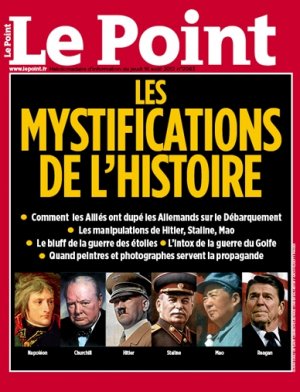 Le Point
Le Point
www.lepoint.fr
LES
MYSTIFICATIONS
DE L'HISTOIRE
● Comment les Alliés ont dupé les Allemands sur le Débarquement
● Les manipulations de Hitler, Staline, Mao
● Le bluff de la guerre des étoiles ● L'intox de la guerre du Golfe
● Quand peintres et photographes servent la propagande
Napoléon Churchill Hitler Staline Mao Reagan